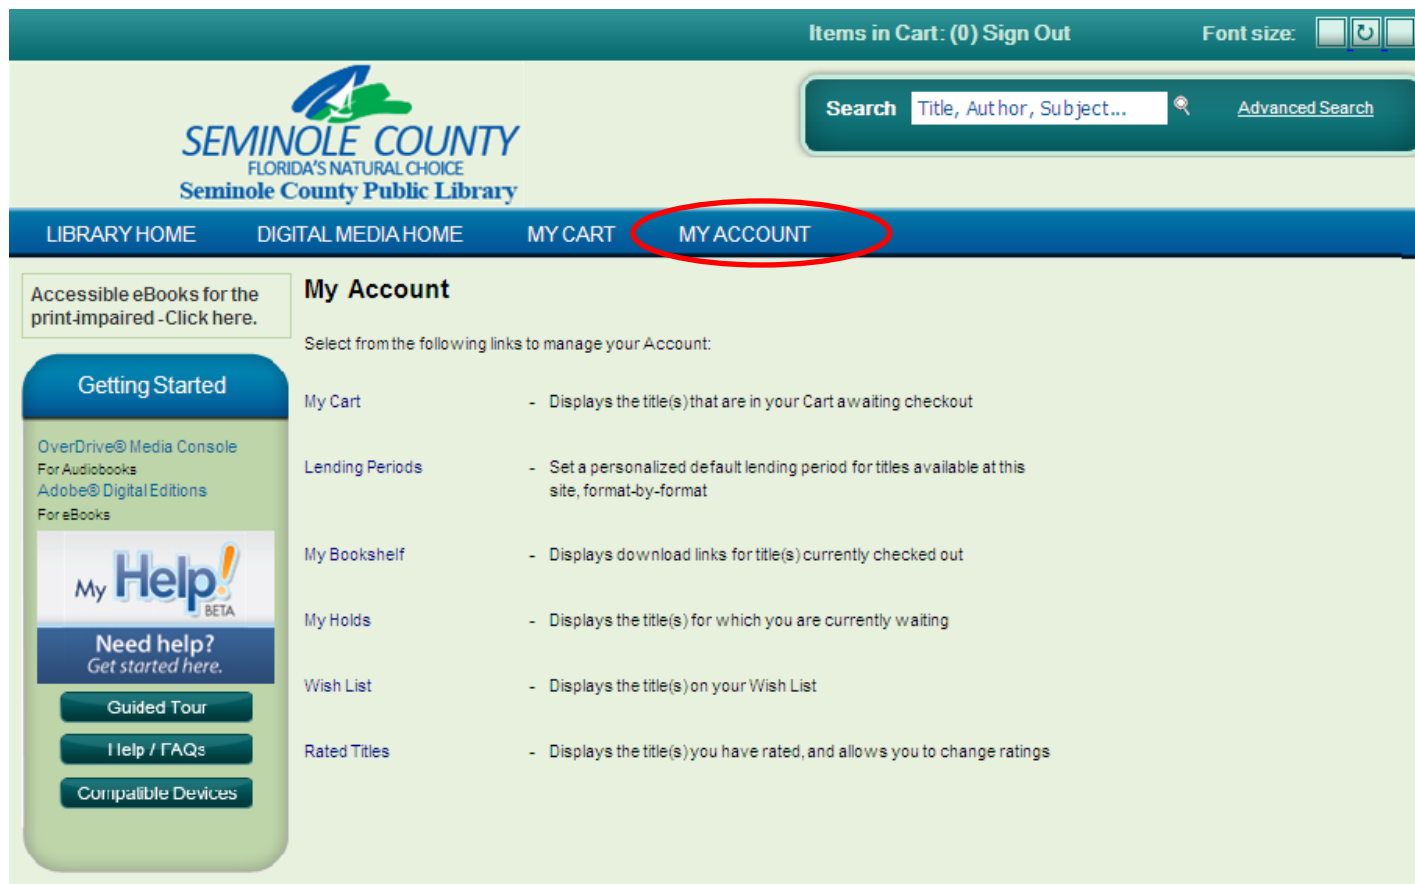 Items in Cart: (0) Sign Out
Font size:
SEMINOLE COUNTY
FLORIDA'S NATURAL CHOICE
Seminole County Public Library
Search
Title, Author, Subject...
Advanced Search
LIBRARY HOME
DIGITAL MEDIA HOME
MY CART
MY ACCOUNT
Accessible eBooks for the
print-impaired - Click here.
Getting Started
OverDrive® Media Console
For Audiobooks
Adobe® Digital Editions
For eBooks
My Help!
BETA
Need help?
Get started here.
Guided Tour
Help / FAQs
Compatible Devices
My Account
Select from the following links to manage your Account:
My Cart - Displays the title(s) that are in your Cart awaiting checkout
Lending Periods - Set a personalized default lending period for titles available at this
site, format-by-format
My Bookshelf - Displays download links for title(s) currently checked out
My Holds - Displays the title(s) for which you are currently waiting
Wish List - Displays the title(s) on your Wish List
Rated Titles - Displays the title(s) you have rated, and allows you to change ratings